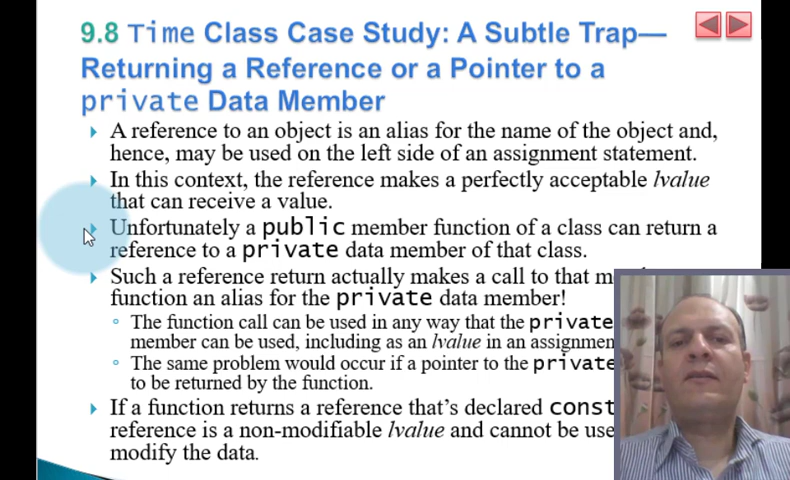 9.8 Time Class Case Study: A Subtle Trap—
Returning a Reference or a Pointer to a
private Data Member
A reference to an object is an alias for the name of the object and,
hence, may be used on the left side of an assignment statement.
In this context, the reference makes a perfectly acceptable lvalue
that can receive a value.
Unfortunately a public member function of a class can return a
reference to a private data member of that class.
Such a reference return actually makes a call to that
function an alias for the private data member!
The function call can be used in any way that the private
member can be used, including as an lvalue in an
The same problem would occur if a pointer to the private
to be returned by the function.
If a function returns a reference that's declared const
reference is a non-modifiable lvalue and cannot be
modify the data.